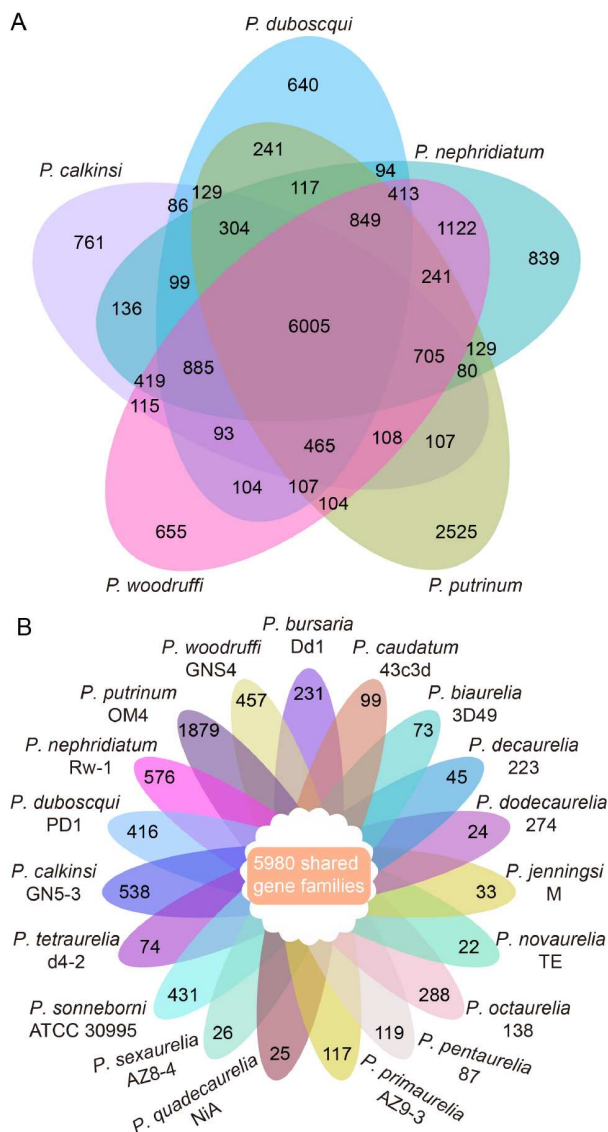 A
P. duboscqui
640
P. calkinsi
241
P. nephridiatum
94
86
129
117
413
761
304
849
1122
839
99
241
136
6005
129
885
705
80
419
115
93
465
108
107
104
107
104
655
2525
P. woodruffi
P. putrinum
B
P. bursaria
Dd1
P. woodruffi
GNS4
P. caudatum
43c3d
P. putrinum
OM4
P. biaurelia
3D49
P. nephridiatum
Rw-1
P. decaurelia
223
P. duboscqui
PD1
P. dodecaurelia
274
P. calkinsi
GN5-3
P. jenningsi
M
P. tetraurelia
d4-2
P. novaurelia
TE
P. sonneborni
ATCC 30995
P. octaurelia
138
P. sexaurelia
AZ8-4
P. pentaurelia
87
P. quadecaurelia
NiA
P. primaurelia
AZ9-3
231
457
99
1879
73
576
45
416
24
538
33
74
22
431
288
26
119
25
117
5980 shared
gene families